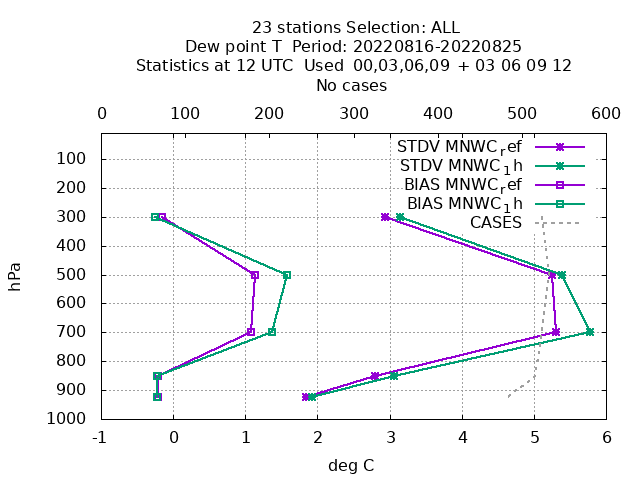 23 stations Selection: ALL
Dew point T  Period: 20220816-20220825
Statistics at 12 UTC  Used  00,03,06,09 + 03 06 09 12
No cases
0 100 200 300 400 500 600
STDV MNWC_ref
STDV MNWC_1h
BIAS MNWC_ref
BIAS MNWC_1h
CASES
100
200
300
400
500
600
700
800
900
1000
hPa
-1 0 1 2 3 4 5 6
deg C